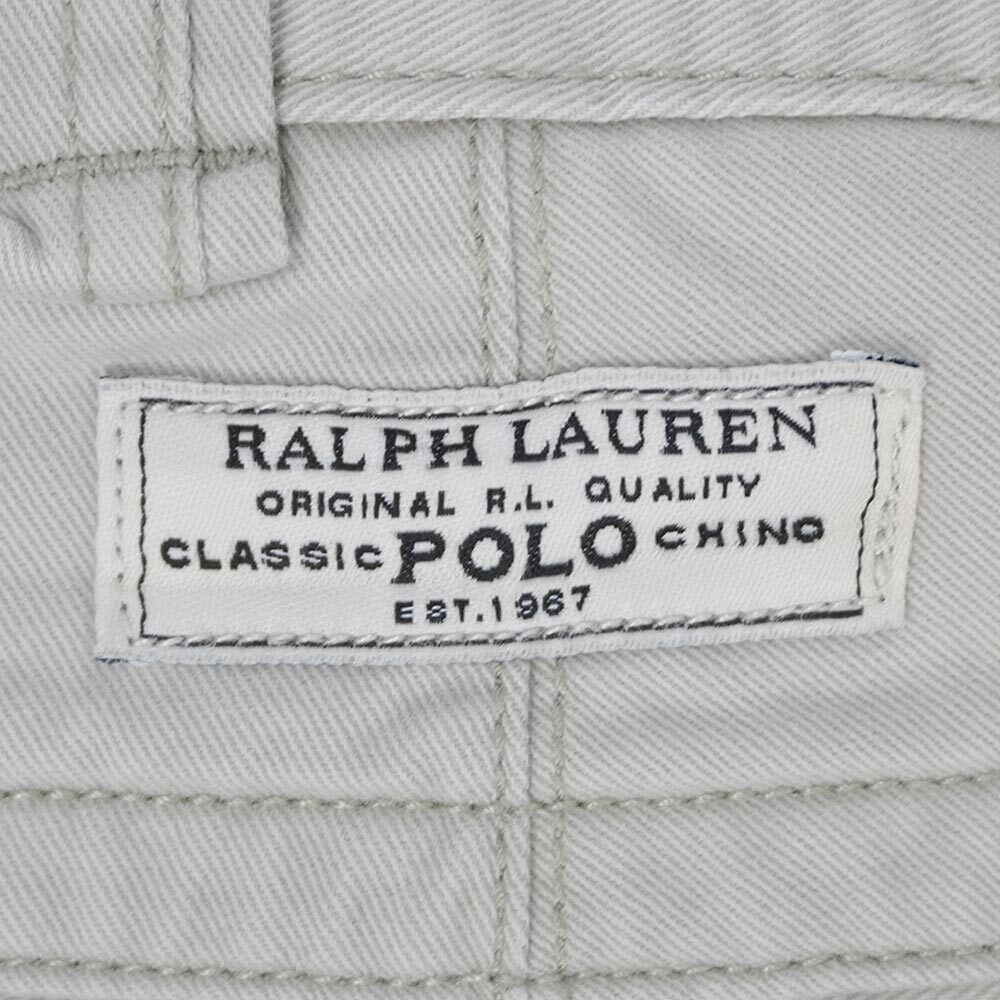 RALPH LAUREN
ORIGINAL R.L. QUALITY
CLASSIC POLO CHINO
EST.1967